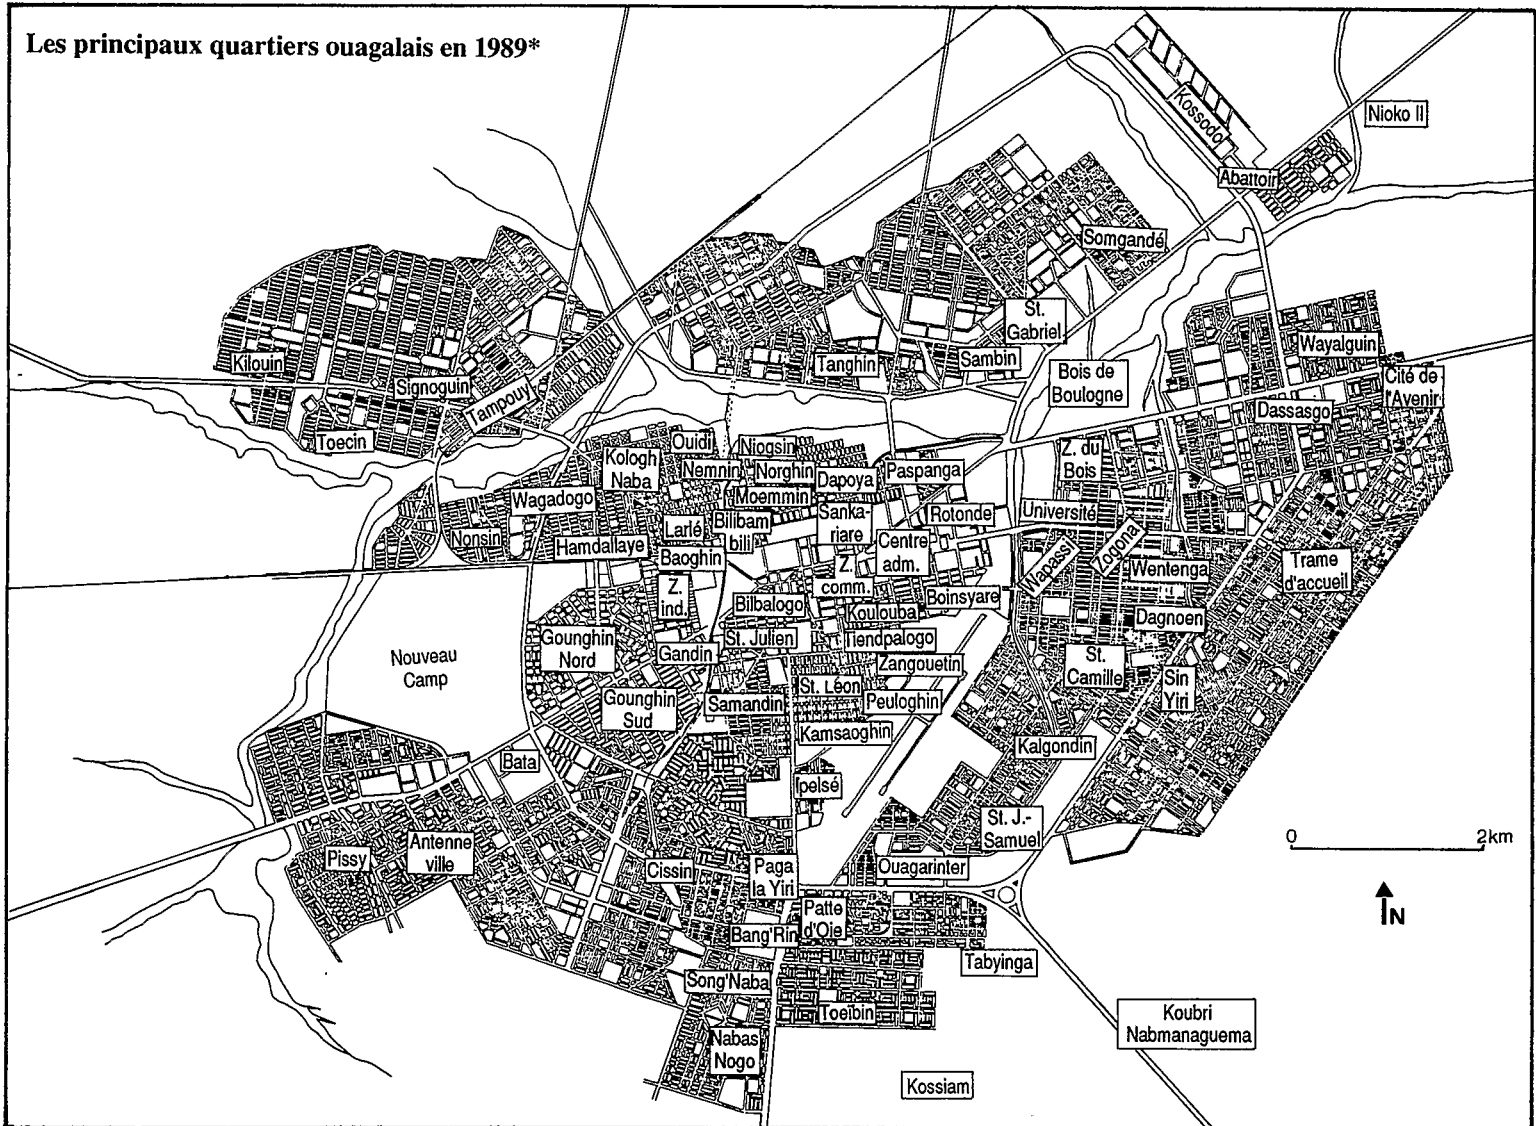 Les principaux quartiers ouagalais en 1989*
Nioko II
Kossodo
Abattoir
Somgandé
St.
Gabriel
Tanghin
Sambin
Bois de
Boulogne
Wayalguin
Cité de
l'Avenir
Dassasgo
Kilouin
Signoguin
Tampouy
Toecin
Ouidi
Niogsin
Kologh
Naba
Nemnin
Norghin
Dapoya
Paspanga
Z. du
Bois
Wagadogo
Moemmin
Larlé
Bilibam
bili
Sanka-
riare
Rotonde
Université
Nonsin
Hamdallaye
Baoghin
Centre
adm.
Wapassi
Zogona
Wentenga
Trame
d'accueil
Z.
ind.
Z.
comm.
Bilbalogo
Koulouba
Boinsyare
Dagnoen
Gounghin
Nord
St. Julien
Tiendpalogo
Gandin
Zangouetin
St.
Camille
Nouveau
Camp
Gounghin
Sud
Samandin
St. Léon
Peuloghin
Sin
Yiri
Kamsaoghin
Kalgondin
Bata
Ipelsé
St. J.-
Samuel
0
2km
Pissy
Antenne
ville
Cissin
Paga
la Yiri
Ouagarinter
Patte
d'Oie
N
Bang'Rin
Tabyinga
Song'Naba
Toeïbin
Koubri
Nabmanaguema
Nabas
Nogo
Kossiam